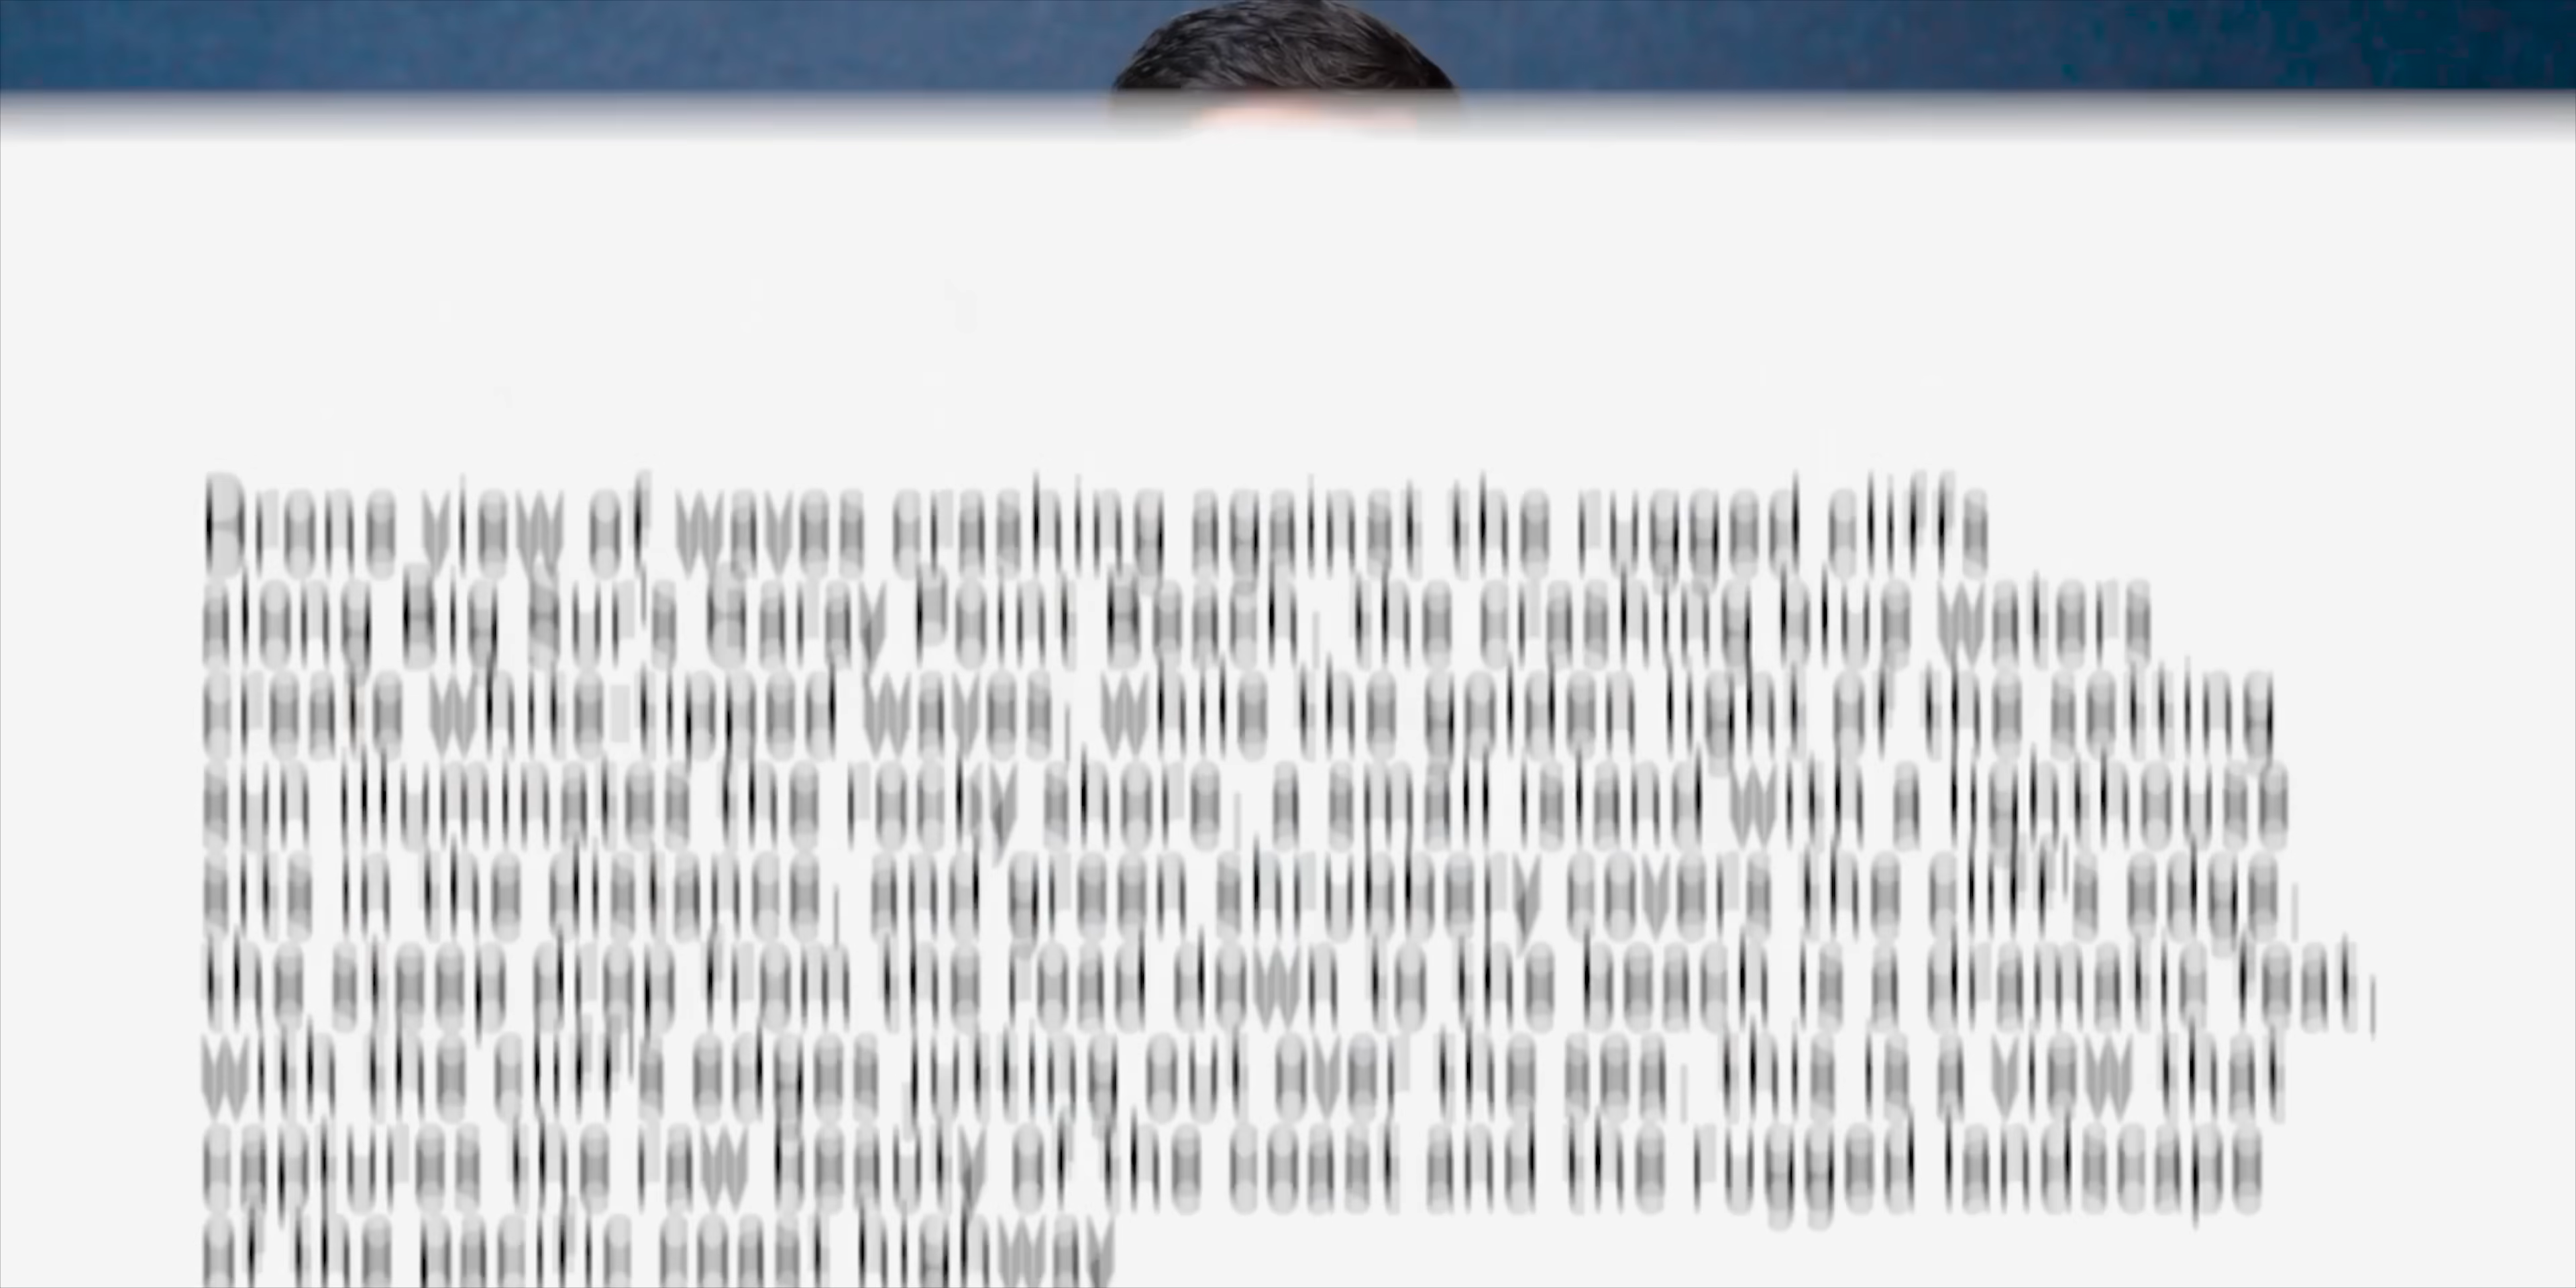 Drone view of waves crashing against the rugged cliffs
along Big Sur's Garay Point Beach. The crashing blue waters
create white-tipped waves, while the golden light of the setting
sun illuminates the rocky shore. A small island with a lighthouse
sits in the distance, and green shrubbery covers the cliff's edge.
the steep drop from the road down to the beach is a dramatic feat,
with the cliff's edges jutting out over the sea. This is a view that
captures the raw beauty of the coast and the rugged landscape
of the Pacific Coast Highway